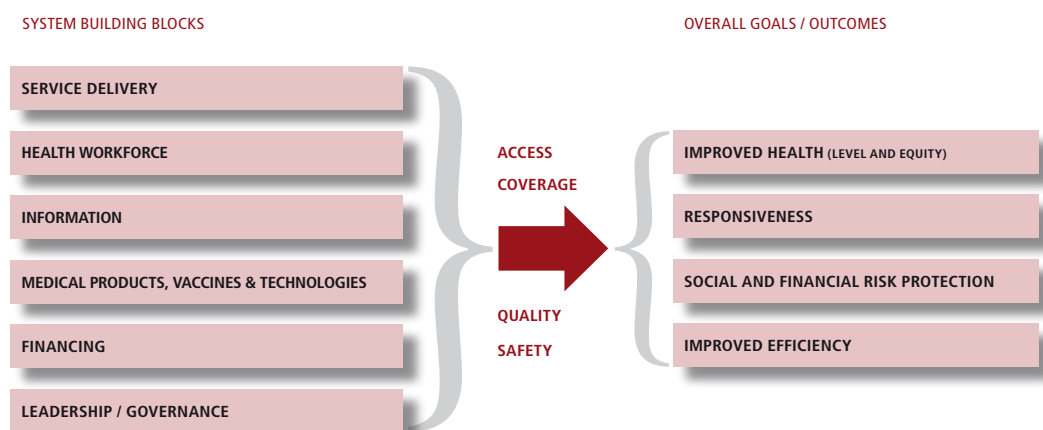 SYSTEM BUILDING BLOCKS
SERVICE DELIVERY
HEALTH WORKFORCE
INFORMATION
MEDICAL PRODUCTS, VACCINES & TECHNOLOGIES
FINANCING
LEADERSHIP / GOVERNANCE
ACCESS
COVERAGE
QUALITY
SAFETY
OVERALL GOALS / OUTCOMES
IMPROVED HEALTH (LEVEL AND EQUITY)
RESPONSIVENESS
SOCIAL AND FINANCIAL RISK PROTECTION
IMPROVED EFFICIENCY